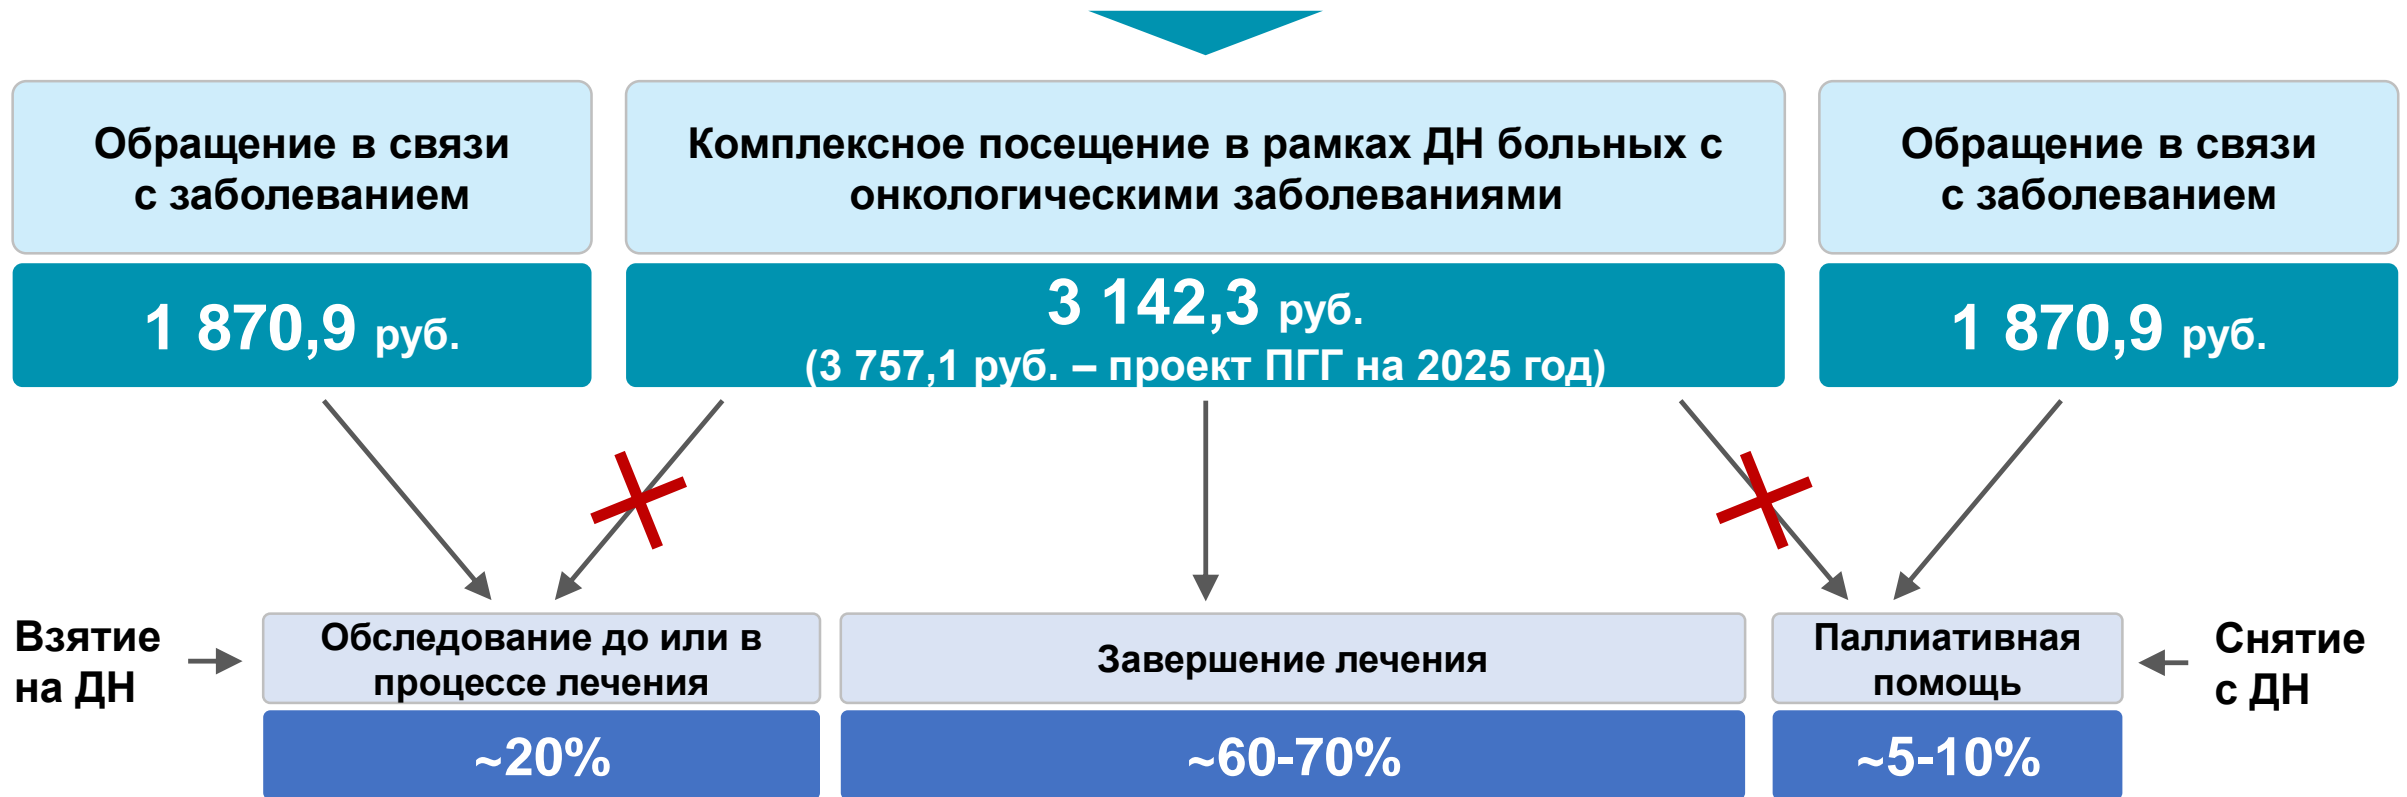 Обращение в связи
с заболеванием
1 870,9 руб.
Комплексное посещение в рамках ДН больных с
онкологическими заболеваниями
3 142,3 руб.
(3 757,1 руб. – проект ПГГ на 2025 год)
Обращение в связи
с заболеванием
1 870,9 руб.
Взятие
на ДН
Обследование до или в
процессе лечения
~20%
Завершение лечения
~60-70%
Паллиативная
помощь
~5-10%
Снятие
с ДН